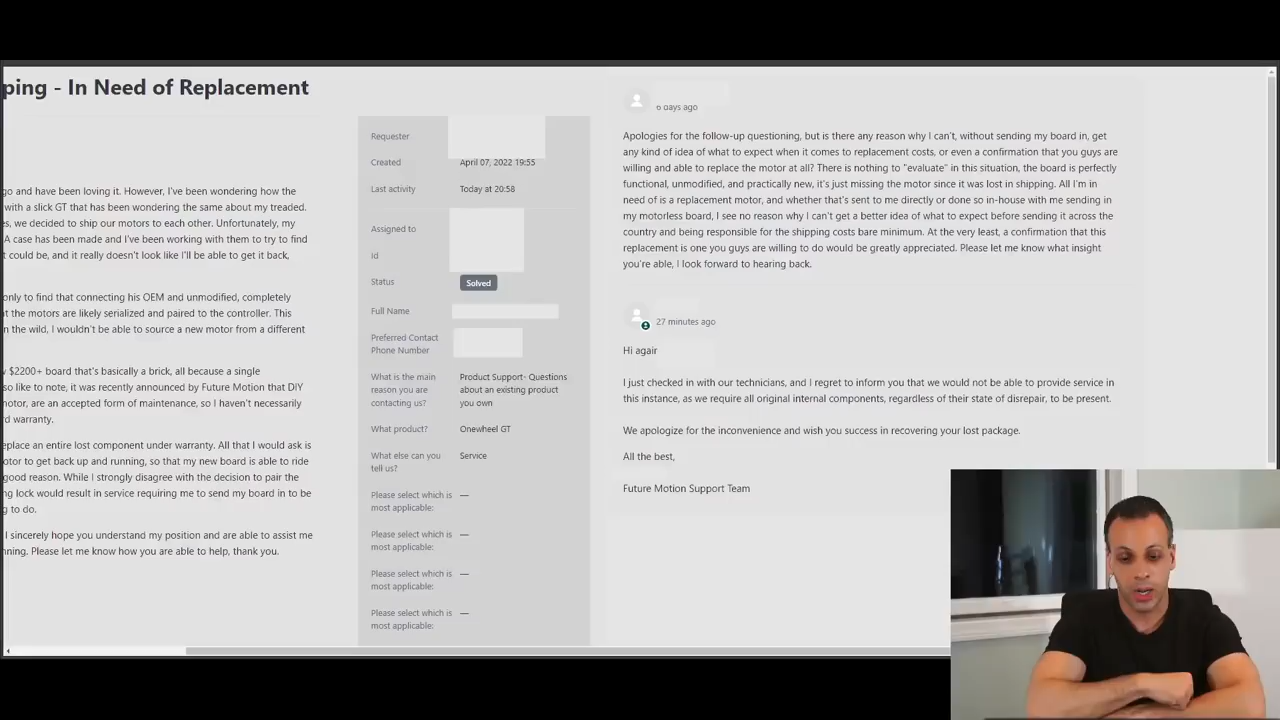 ping - In Need of Replacement
go and have been loving it. However, I've been wondering how the
with a slick GT that has been wondering the same about my treaded.
es, we decided to ship our motors to each other. Unfortunately, my
A case has been made and I've been working with them to try to find
t could be, and it really doesn't look like I'll be able to get it back,
only to find that connecting his OEM and unmodified, completely
t the motors are likely serialized and paired to the controller. This
n the wild, I wouldn't be able to source a new motor from a different
$2200+ board that's basically a brick, all because a single
so like to note, it was recently announced by Future Motion that DIY
motor, are an accepted form of maintenance, so I haven't necessarily
rd warranty.
eplace an entire lost component under warranty. All that I would ask is
otor to get back up and running, so that my new board is able to ride
good reason. While I strongly disagree with the decision to pair the
ng lock would result in service requiring me to send my board in to be
g to do.
I sincerely hope you understand my position and are able to assist me
nning. Please let me know how you are able to help, thank you.
Requester
Created April 07, 2022 19:55
Last activity Today at 20:58
Assigned to
Id
Status Solved
Full Name
Preferred Contact
Phone Number
What is the main Product Support- Questions
reason you are about an existing product
contacting us? you own
What product? Onewheel GT
What else can you Service
tell us?
Please select which is —
most applicable:
Please select which is —
most applicable:
Please select which is —
most applicable:
Please select which is —
most applicable:
6 days ago
Apologies for the follow-up questioning, but is there any reason why I can't, without sending my board in, get
any kind of idea of what to expect when it comes to replacement costs, or even a confirmation that you guys are
willing and able to replace the motor at all? There is nothing to "evaluate" in this situation, the board is perfectly
functional, unmodified, and practically new, it's just missing the motor since it was lost in shipping. All I'm in
need of is a replacement motor, and whether that's sent to me directly or done so in-house with me sending in
my motorless board, I see no reason why I can't get a better idea of what to expect before sending it across the
country and being responsible for the shipping costs bare minimum. At the very least, a confirmation that this
replacement is one you guys are willing to do would be greatly appreciated. Please let me know what insight
you're able, I look forward to hearing back.
27 minutes ago
Hi agair
I just checked in with our technicians, and I regret to inform you that we would not be able to provide service in
this instance, as we require all original internal components, regardless of their state of disrepair, to be present.
We apologize for the inconvenience and wish you success in recovering your lost package.
All the best,
Future Motion Support Team